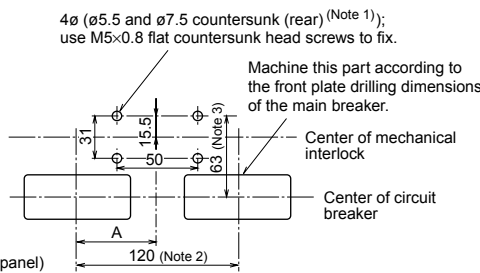 4ø (ø5.5 and ø7.5 countersunk (rear) (Note 1));
use M5×0.8 flat countersunk head screws to fix.
Machine this part according to
the front plate drilling dimensions
of the main breaker.
31
15.5
50
63 (Note 3)
Center of mechanical
interlock
Center of circuit
breaker
A
120 (Note 2)
panel)